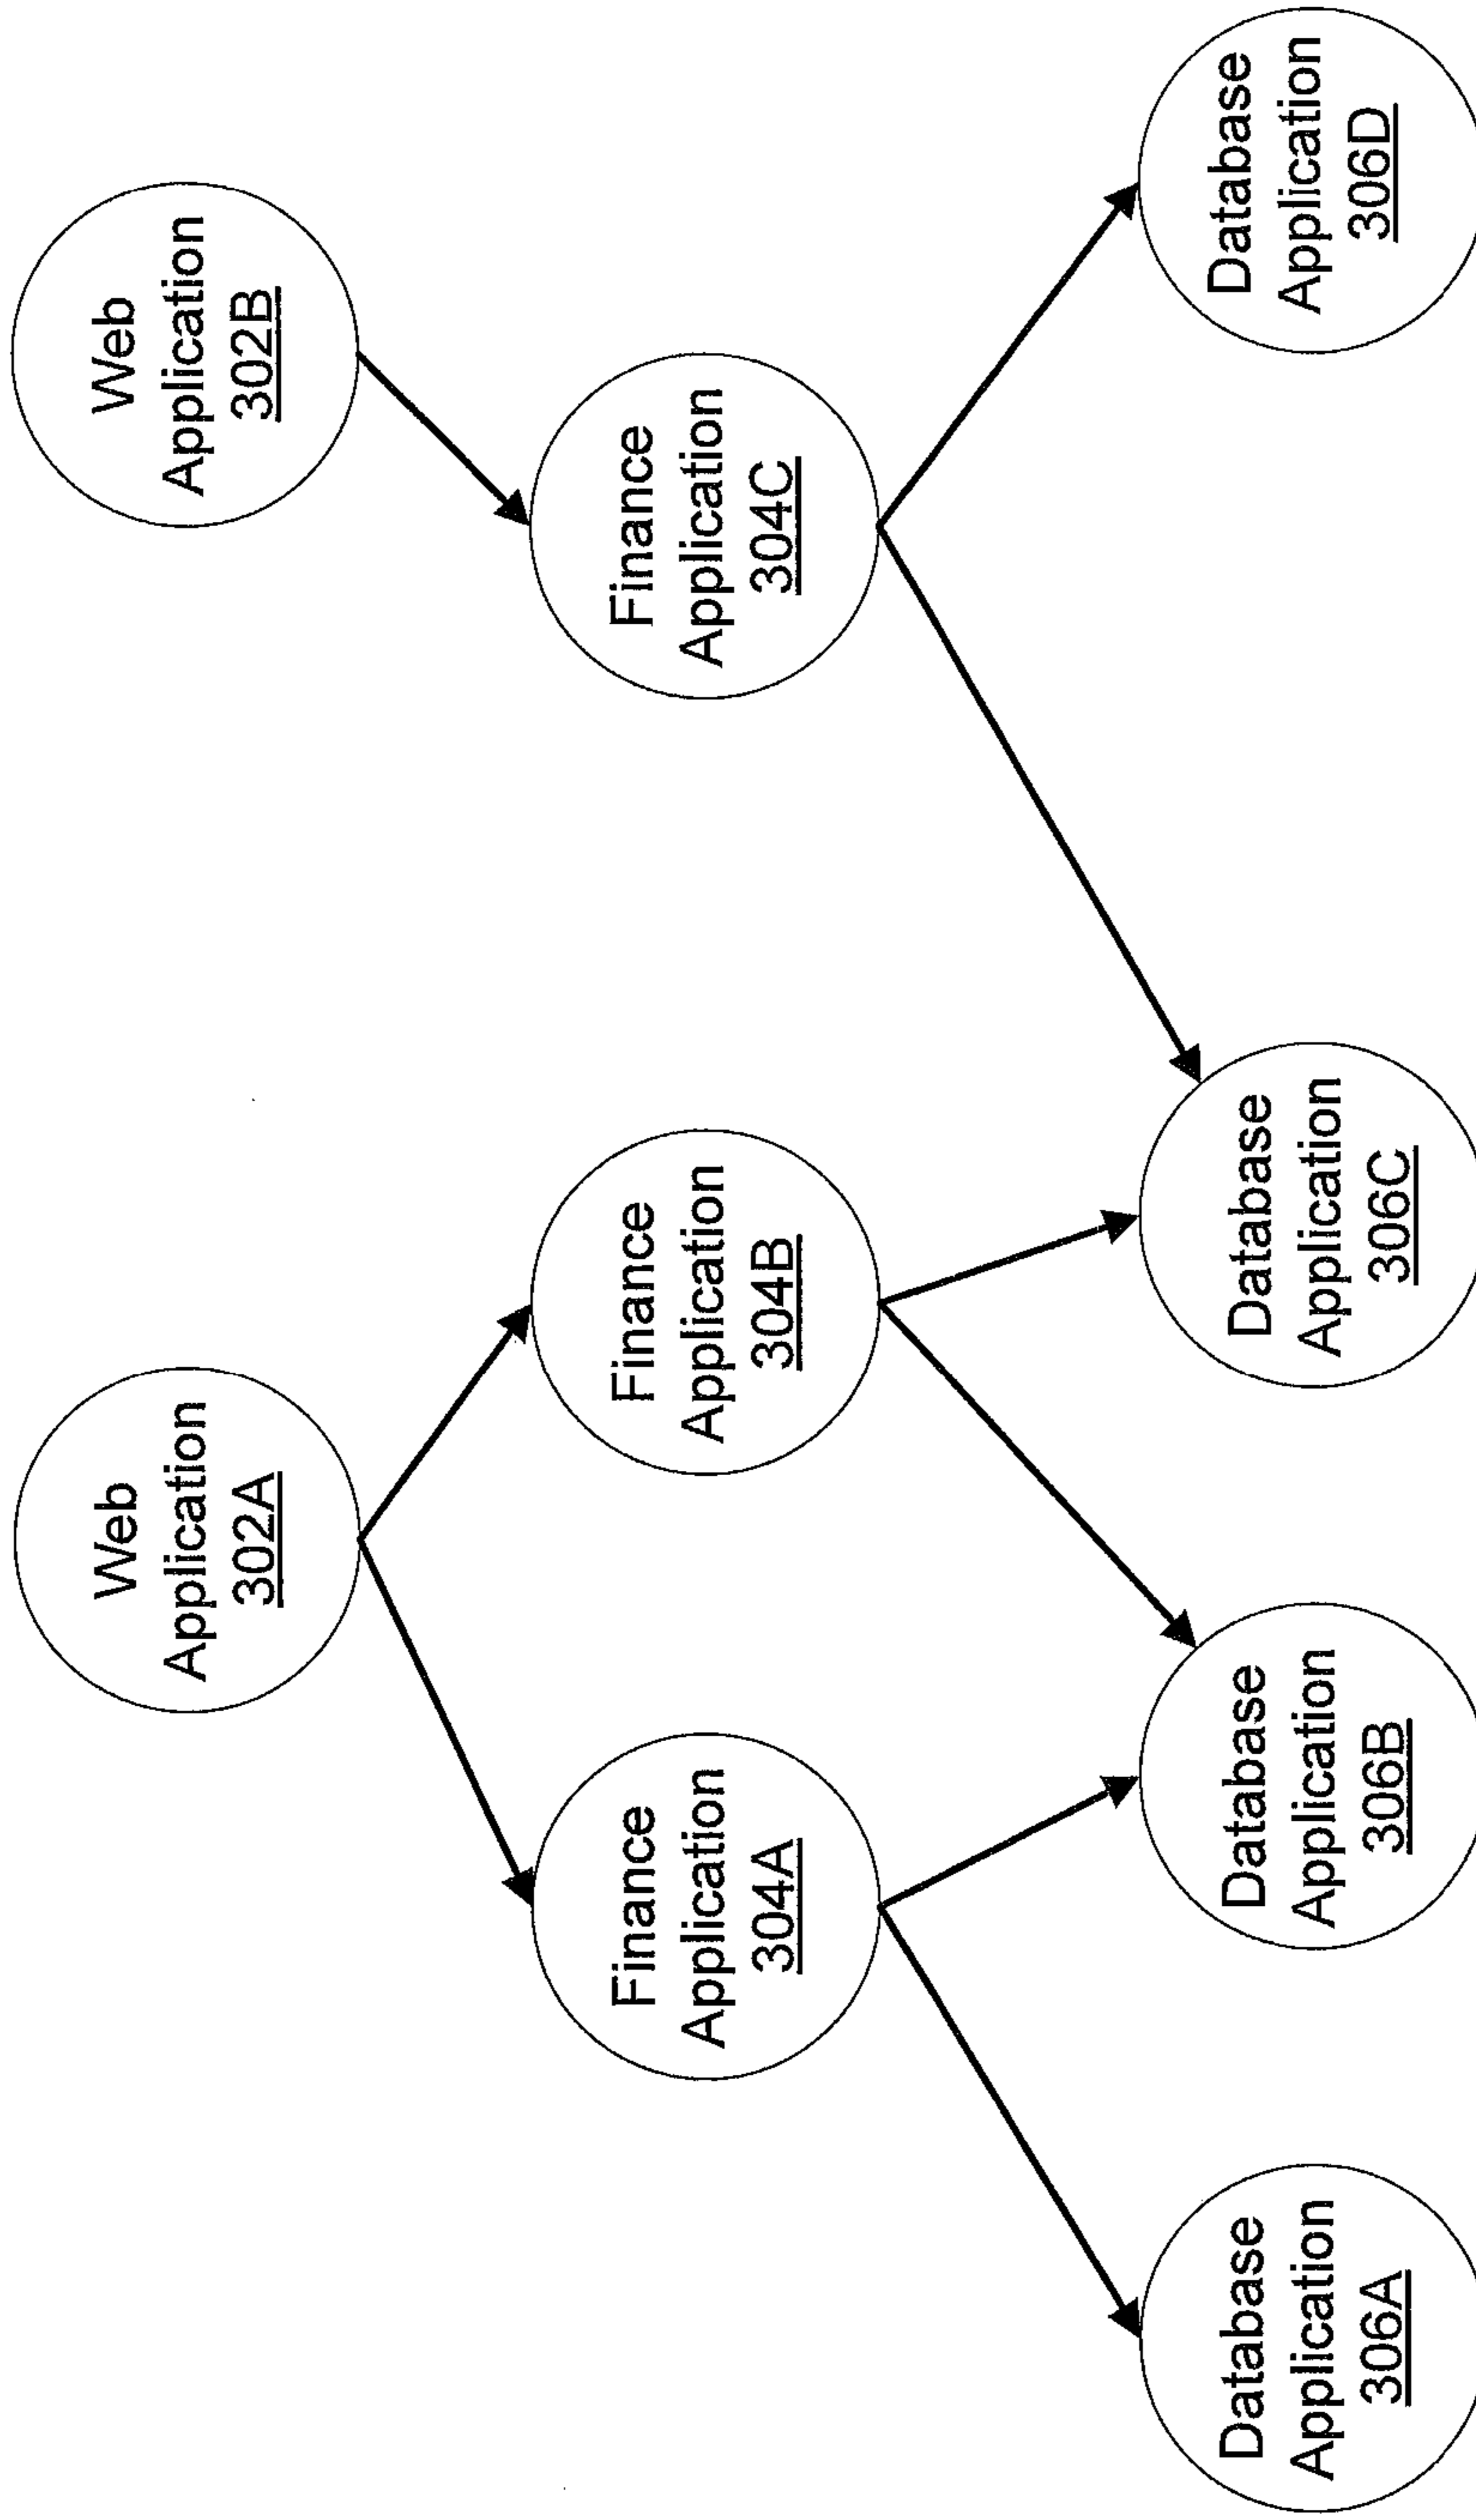 Web
Application
302A
Web
Application
302B
Finance
Application
304A
Finance
Application
304B
Finance
Application
304C
Database
Application
306A
Database
Application
306B
Database
Application
306C
Database
Application
306D